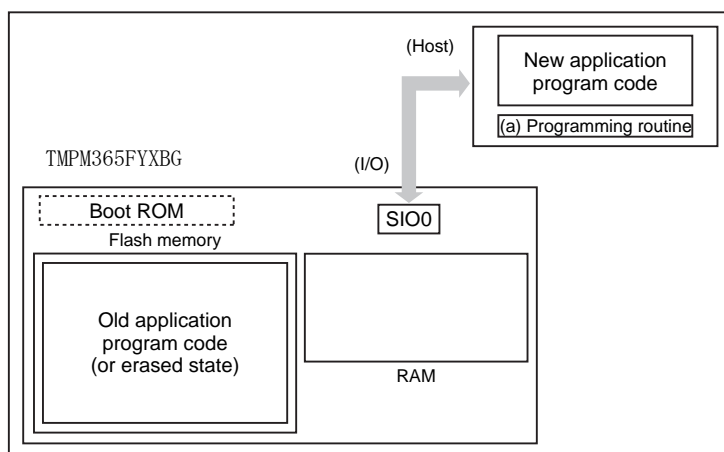 (Host)
New application
program code
(a) Programming routine
TMPM365FYXBG
(I/O)
Boot ROM
SIO0
Flash memory
Old application
program code
(or erased state)
RAM